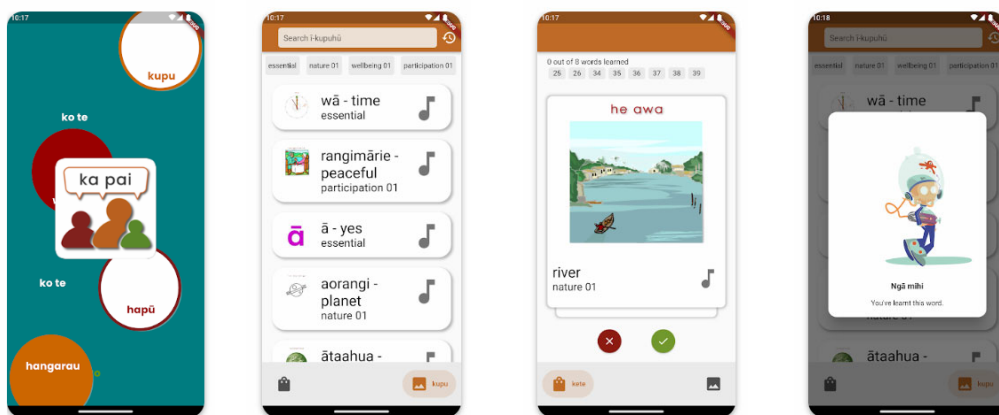 10:17
kupu
ko te
ka pai
ko te
hapū
hangarau
10:17
Search i-kupuhū
essential
nature 01
wellbeing 01
participation 01
wā - time
essential
rangimārie -
peaceful
participation 01
ā
ā - yes
essential
aorangi -
planet
nature 01
ātaahua -
kupu
10:17
0 out of 8 words learned
25 26 34 35 36 37 38 39
he awa
river
nature 01
kete
10:18
Search i-kupuhū
essential
nature 01
wellbeing 01
participation 01
wā - time
Ngā mihi
You've learnt this word.
nature 01
ātaahua -
kupu